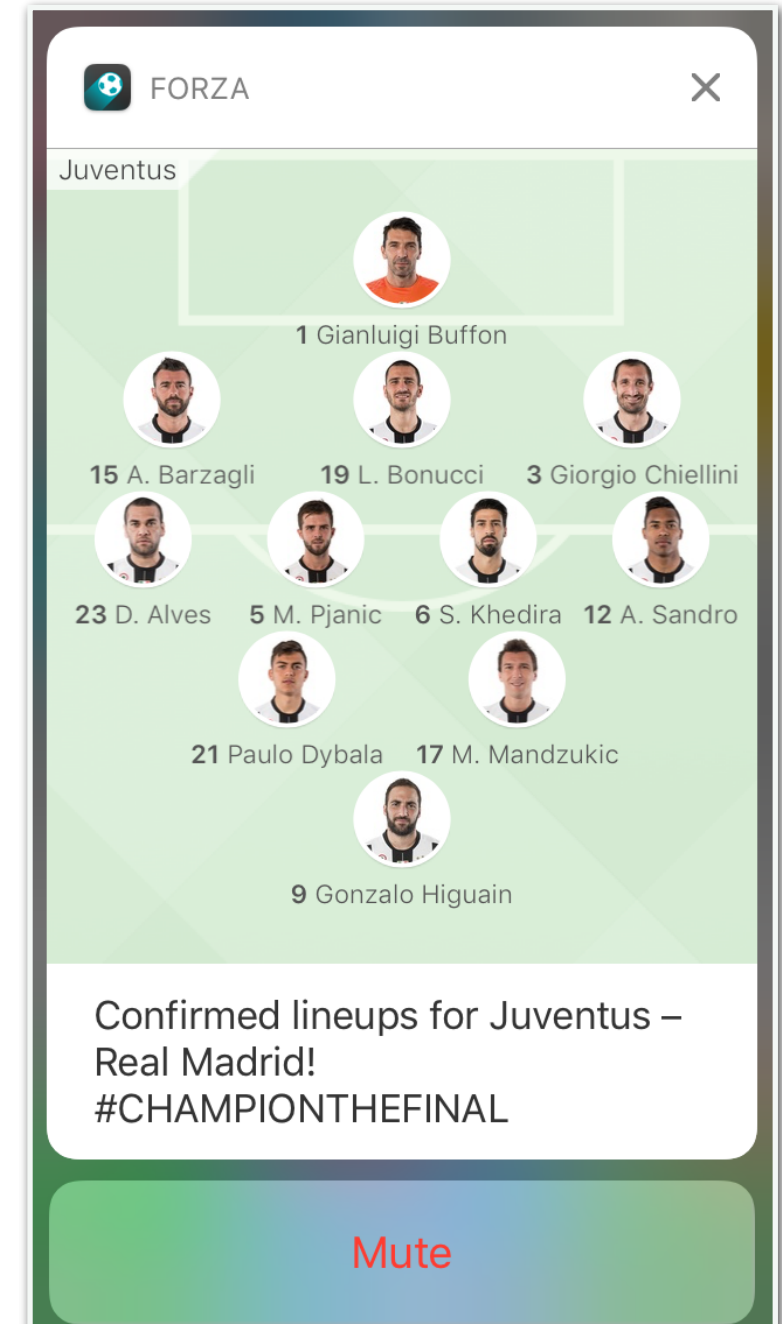 FORZA
Juventus
1 Gianluigi Buffon
15 A. Barzagli 19 L. Bonucci 3 Giorgio Chiellini
23 D. Alves 5 M. Pjanic 6 S. Khedira 12 A. Sandro
21 Paulo Dybala 17 M. Mandzukic
9 Gonzalo Higuain
Confirmed lineups for Juventus –
Real Madrid!
#CHAMPIONTHEFINAL
Mute